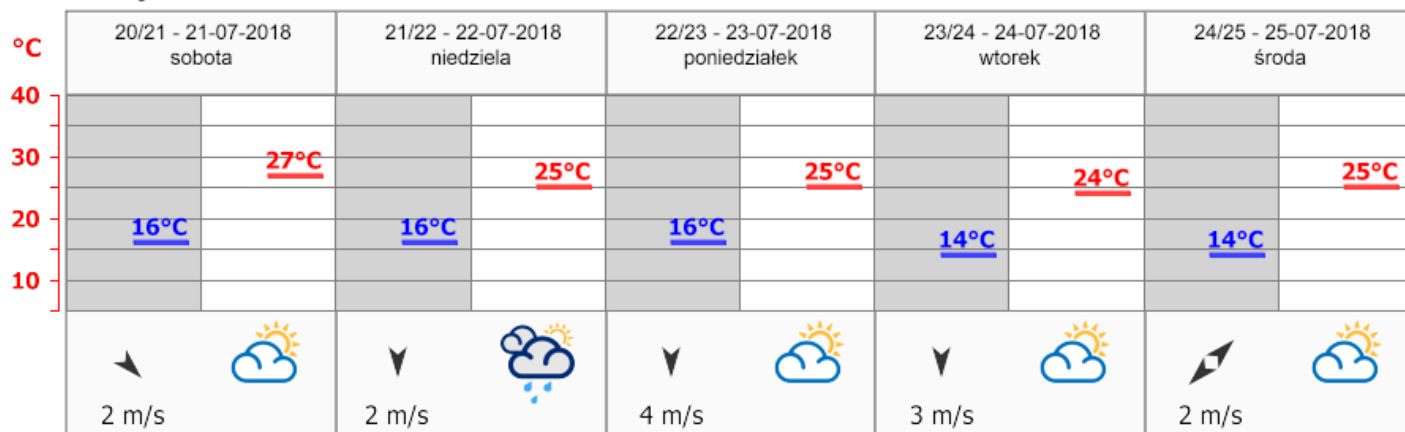 °C
20/21 - 21-07-2018
sobota
21/22 - 22-07-2018
niedziela
22/23 - 23-07-2018
poniedziałek
23/24 - 24-07-2018
wtorek
24/25 - 25-07-2018
środa
40
30
20
10
16°C
27°C
16°C
25°C
16°C
25°C
14°C
24°C
14°C
25°C
2 m/s
2 m/s
4 m/s
3 m/s
2 m/s